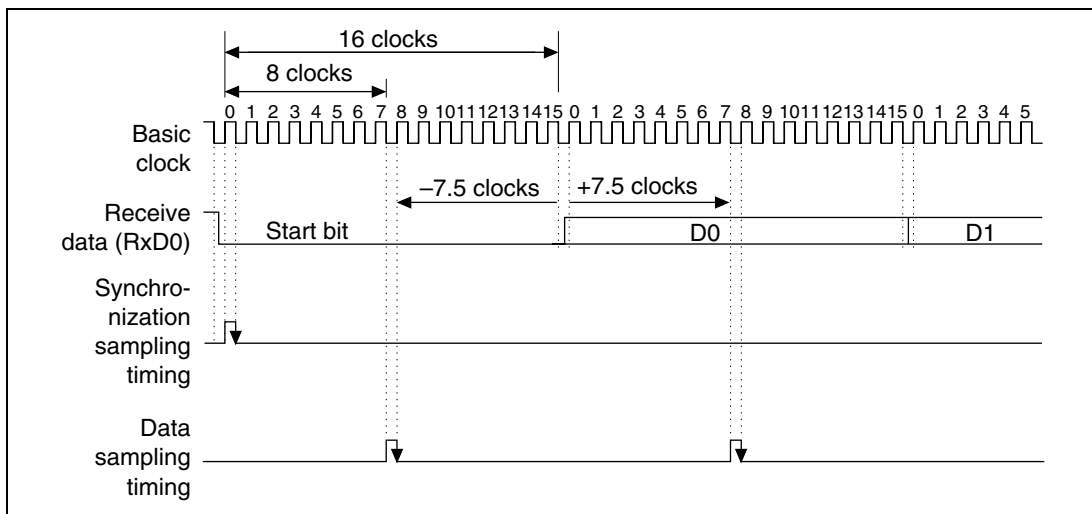 16 clocks
8 clocks
0 1 2 3 4 5 6 7 8 9 10 11 12 13 14 15 0 1 2 3 4 5 6 7 8 9 10 11 12 13 14 15 0 1 2 3 4 5
Basic
clock
–7.5 clocks +7.5 clocks
Receive
data (RxD0)
Start bit D0 D1
Synchro-
nization
sampling
timing
Data
sampling
timing